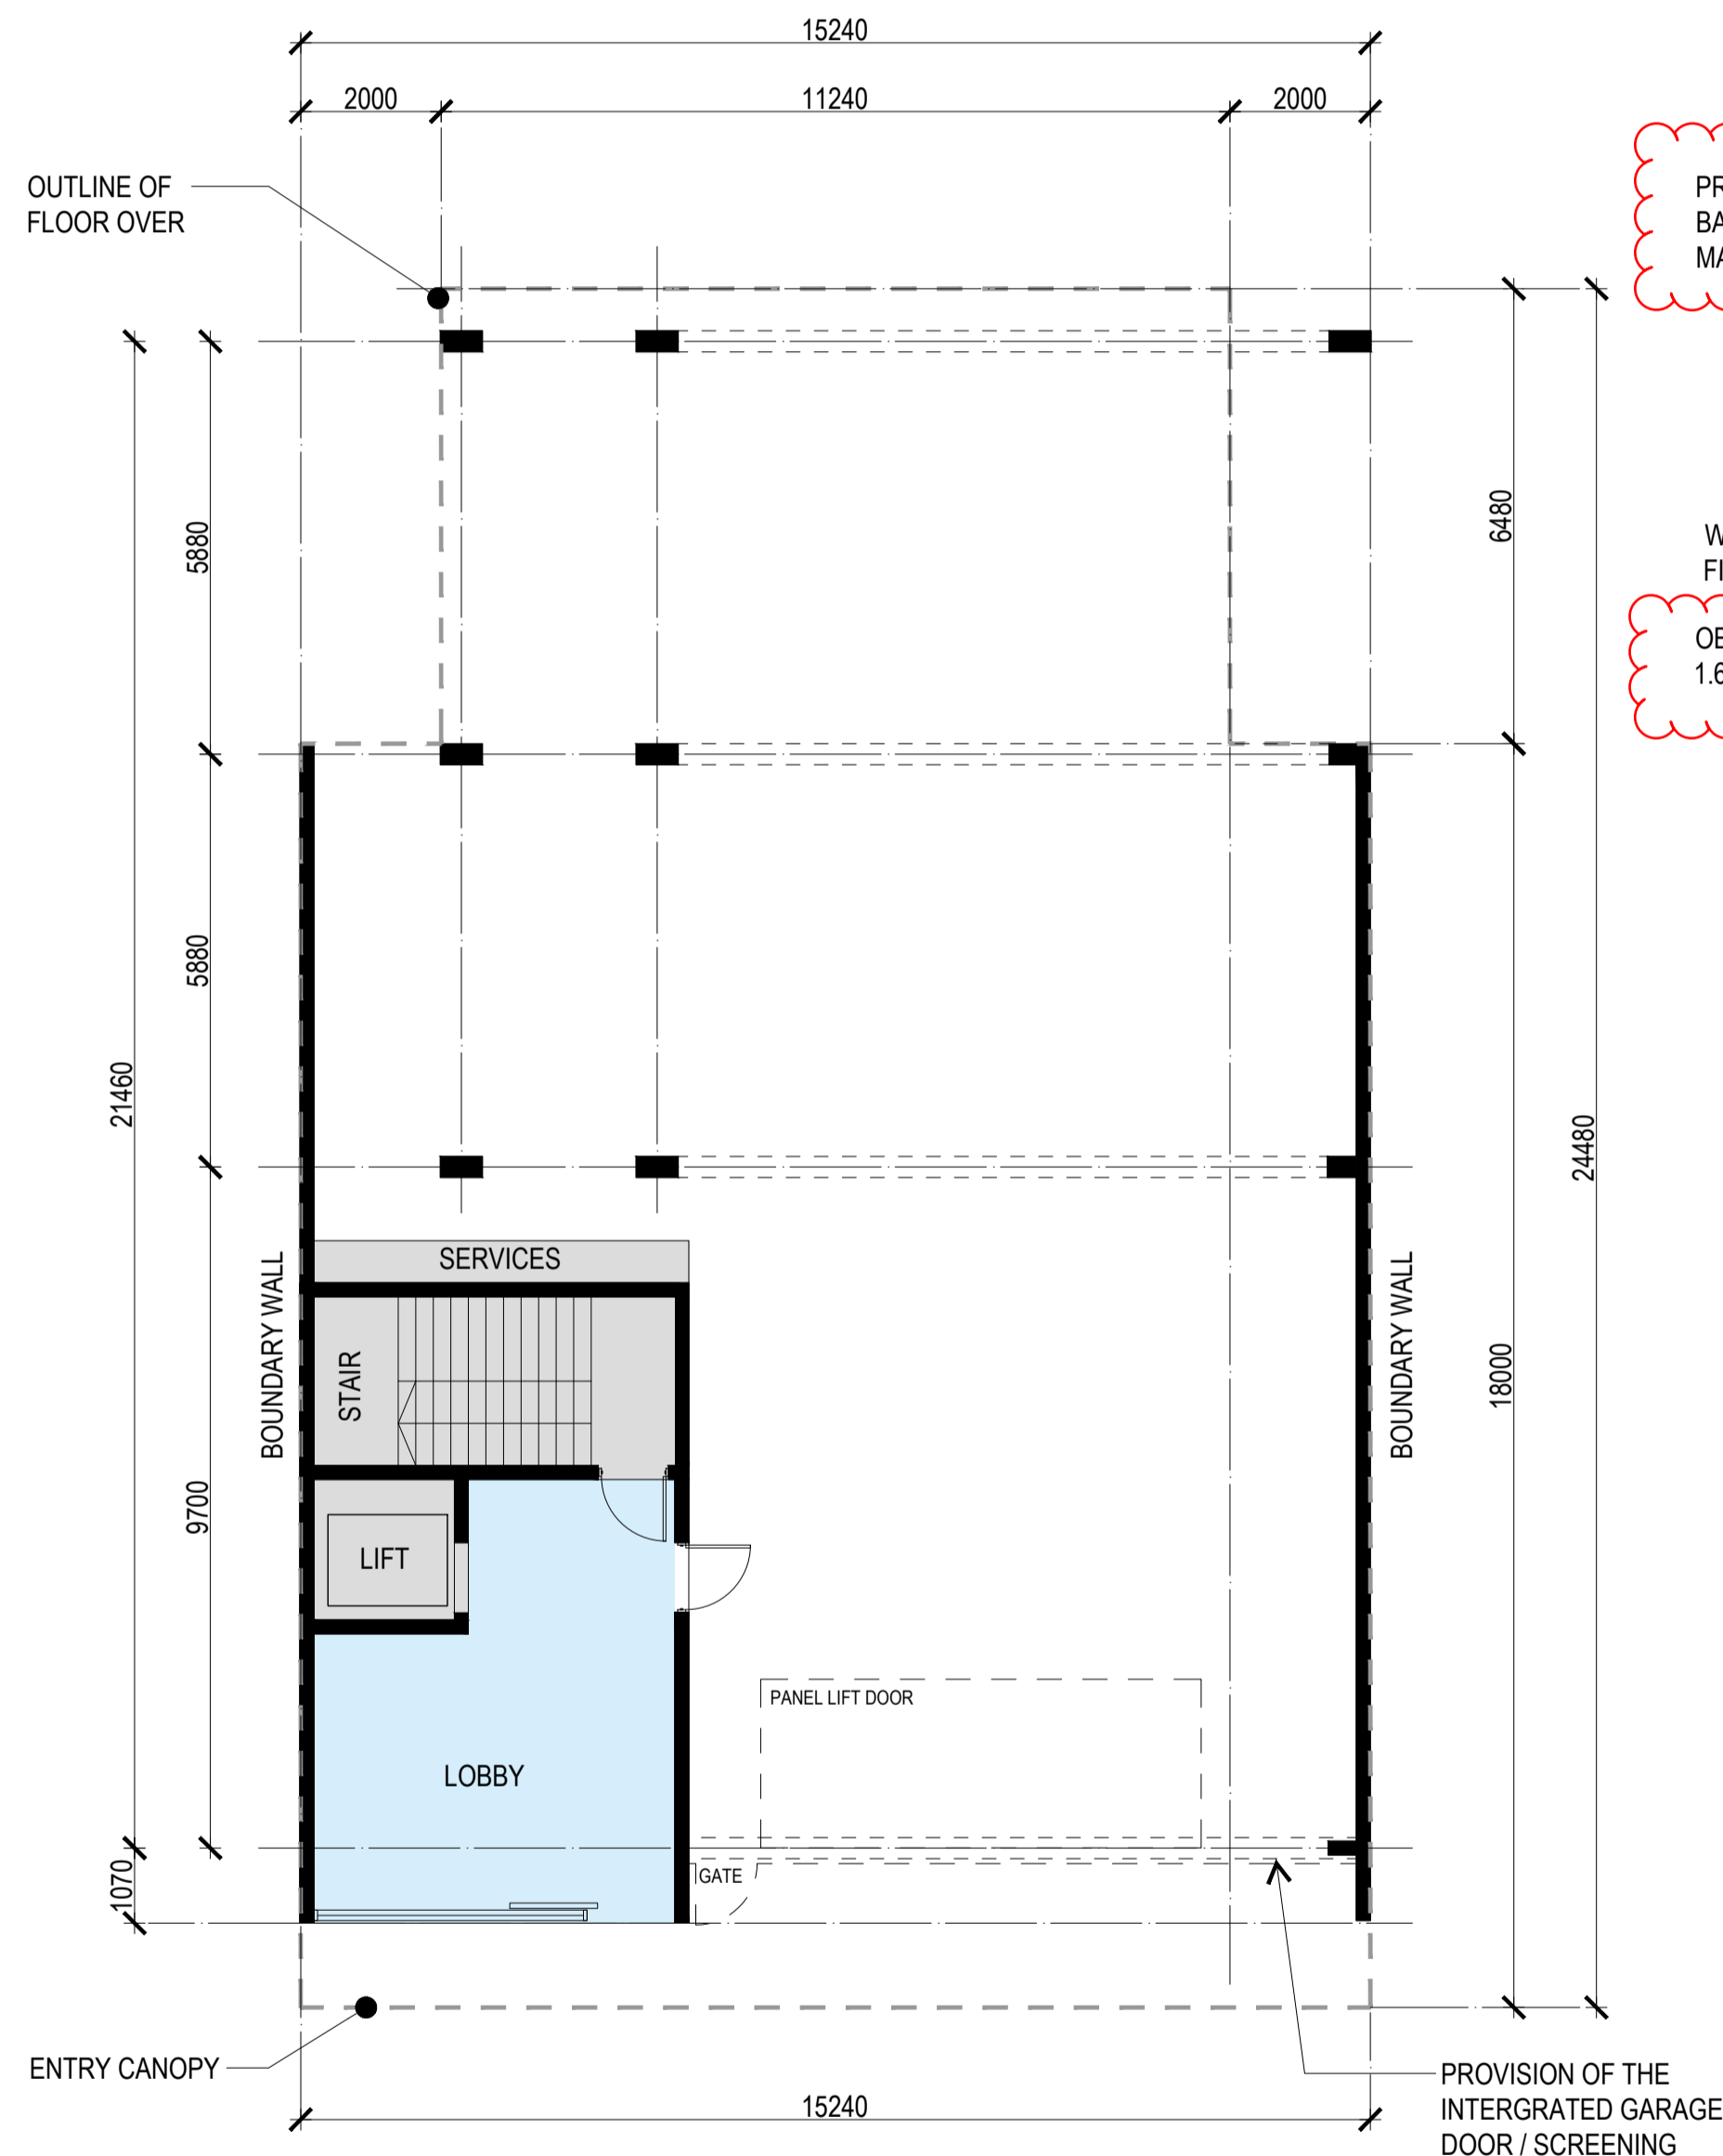 15240
2000
11240
2000
OUTLINE OF
FLOOR OVER
5880
6480
5880
21460
24480
BOUNDARY WALL
SERVICES
BOUNDARY WALL
STAIR
18000
9700
LIFT
PANEL LIFT DOOR
LOBBY
1070
GATE
ENTRY CANOPY
15240
PROVISION OF THE
INTERGRATED GARAGE
DOOR / SCREENING